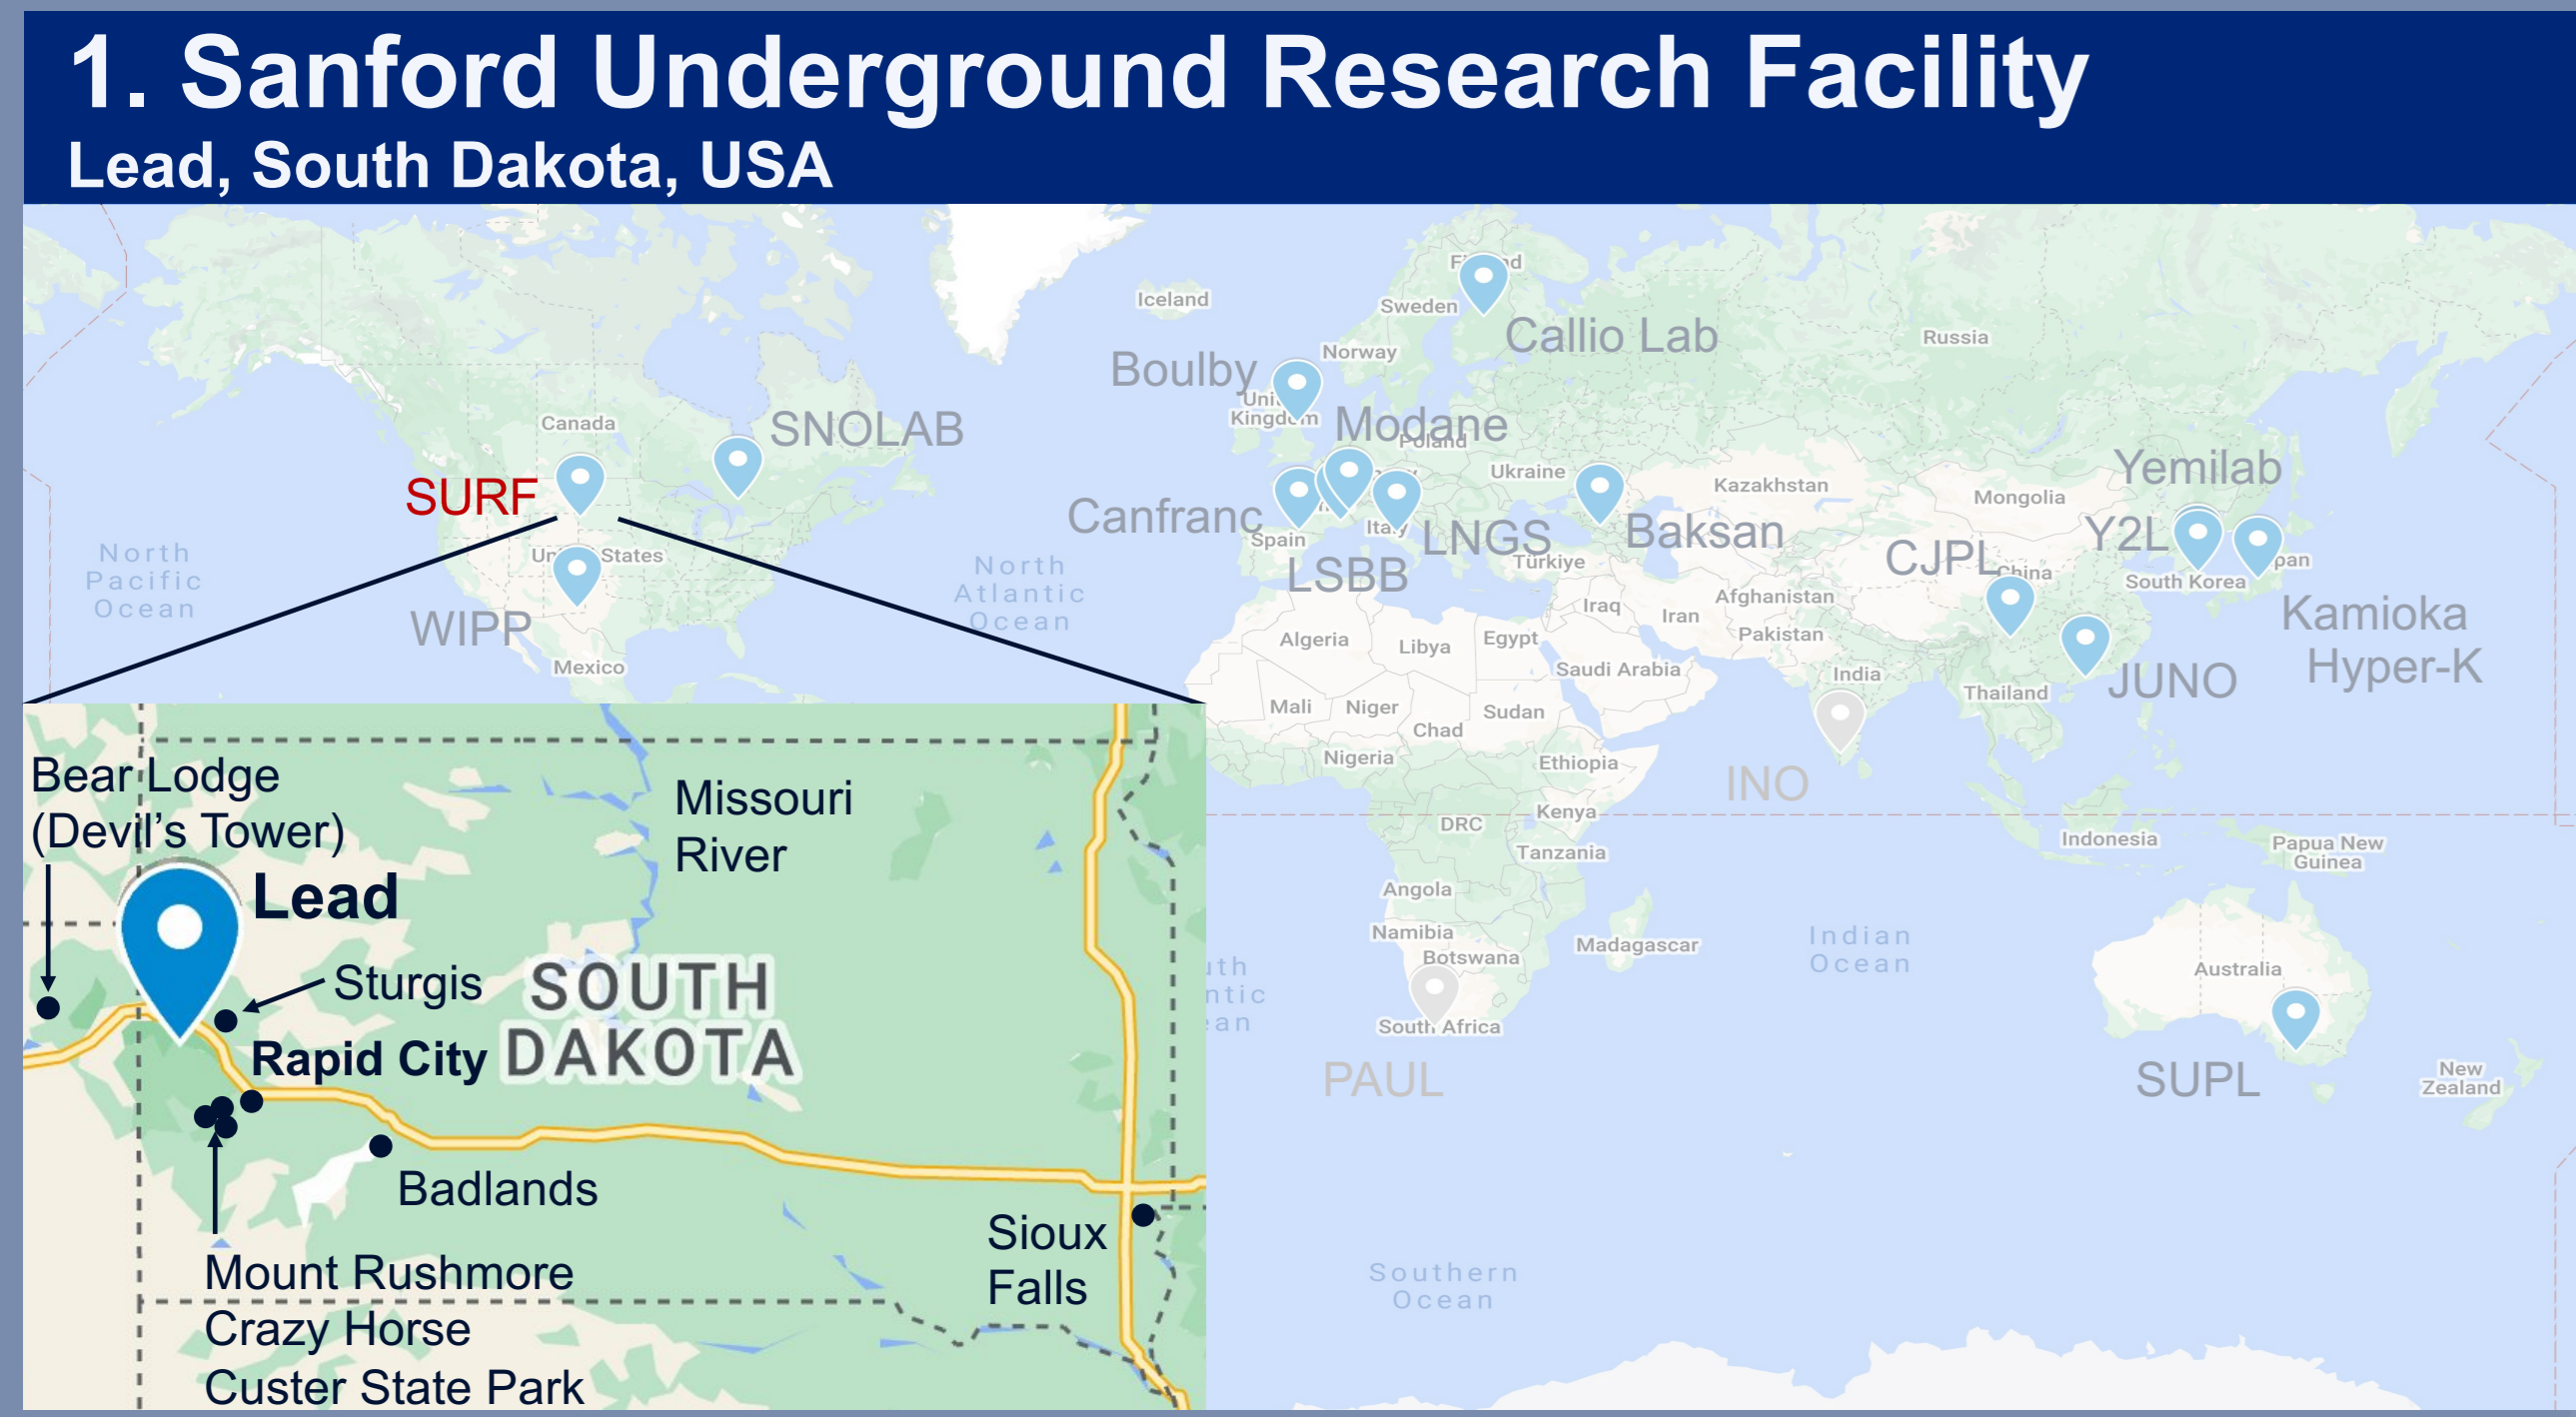 1. Sanford Underground Research Facility
Lead, South Dakota, USA
Iceland
Finland
Sweden
Norway
Callio Lab
Russia
Boulby
United
Kingdom
Modane
Poland
Canada
SNOLAB
SURF
Ukraine
Kazakhstan
Mongolia
Yemilab
Canfranc
Spain
Italy
LNGS
Baksan
Y2L
CJPL
China
South Korea
LSBB
Türkiye
United States
North
Pacific
Ocean
North
Atlantic
Ocean
WIPP
Mexico
Algeria
Libya
Egypt
Iraq
Iran
Afghanistan
Pakistan
Saudi Arabia
India
Kamioka
Hyper-K
JUNO
Thailand
Mali
Niger
Chad
Sudan
Nigeria
Ethiopia
INO
DRC
Kenya
Tanzania
Indonesia
Papua New
Guinea
Angola
Namibia
Botswana
Madagascar
Indian
Ocean
Australia
South Africa
PAUL
SUPL
New
Zealand
Southern
Ocean
Bear Lodge
(Devil's Tower)
Missouri
River
Lead
Sturgis
SOUTH
DAKOTA
Rapid City
Badlands
Sioux
Falls
Mount Rushmore
Crazy Horse
Custer State Park